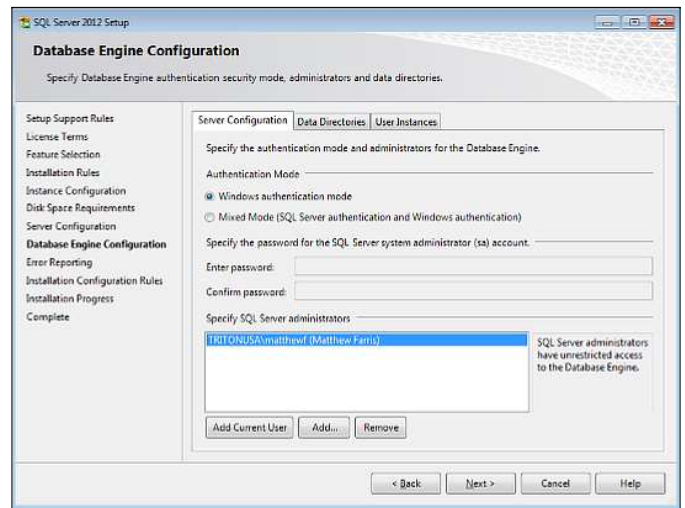 SQL Server 2012 Setup
Database Engine Configuration
Specify Database Engine authentication security mode, administrators and data directories.
Setup Support Rules
License Terms
Feature Selection
Installation Rules
Instance Configuration
Disk Space Requirements
Server Configuration
Database Engine Configuration
Error Reporting
Installation Configuration Rules
Installation Progress
Complete
Server Configuration Data Directories User Instances
Specify the authentication mode and administrators for the Database Engine.
Authentication Mode
Windows authentication mode
Mixed Mode (SQL Server authentication and Windows authentication)
Specify the password for the SQL Server system administrator (sa) account.
Enter password:
Confirm password:
Specify SQL Server administrators
TRITONUSA\matthewf (Matthew Farris)
SQL Server administrators
have unrestricted access
to the Database Engine.
Add Current User Add... Remove
< Back Next > Cancel Help